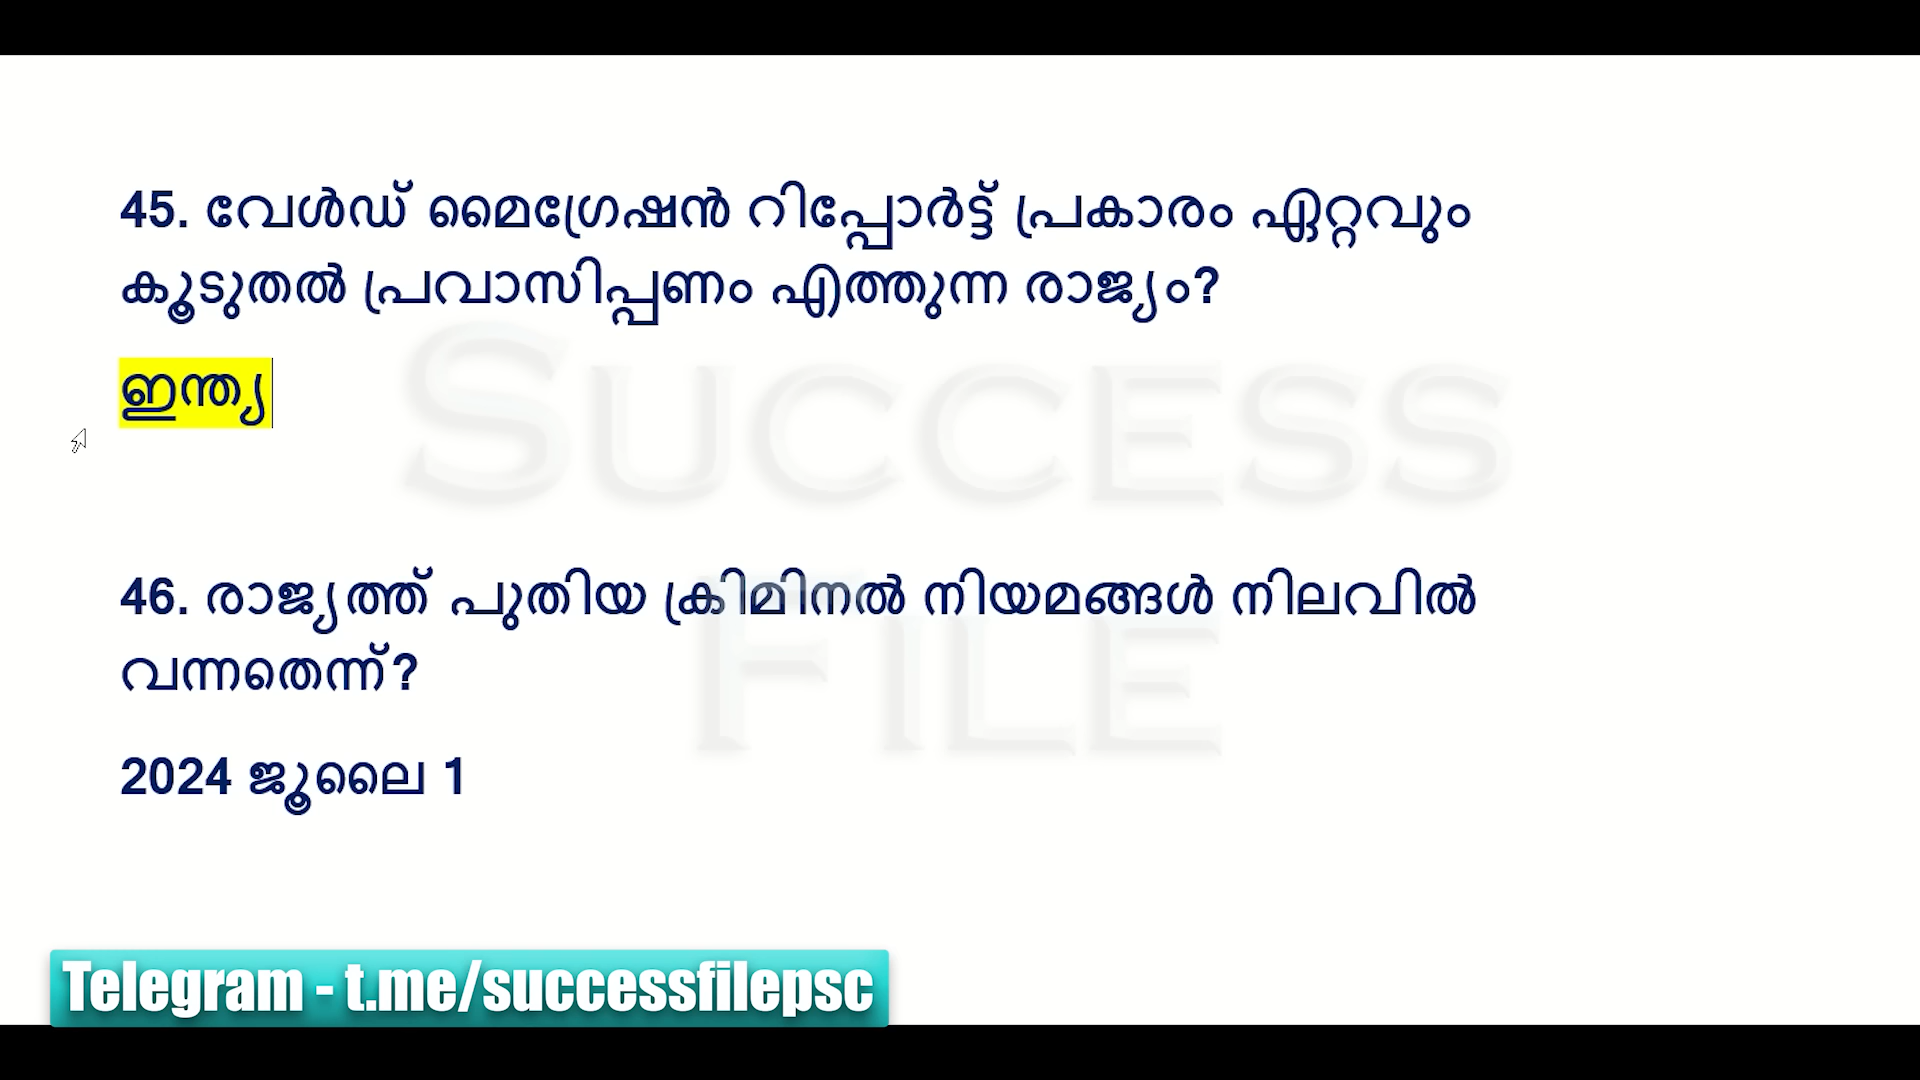 45. വേൾഡ് മൈഗ്രേഷൻ റിപ്പോർട്ട് പ്രകാരം ഏറ്റവും
കൂടുതൽ പ്രവാസിപ്പണം എത്തുന്ന രാജ്യം?
ഇന്ത്യ
SUCCESS
FILE
46. രാജ്യത്ത് പുതിയ ക്രിമിനൽ നിയമങ്ങൾ നിലവിൽ
വന്നതെന്ന്?
2024 ജൂലൈ 1
Telegram - t.me/successfilepsc